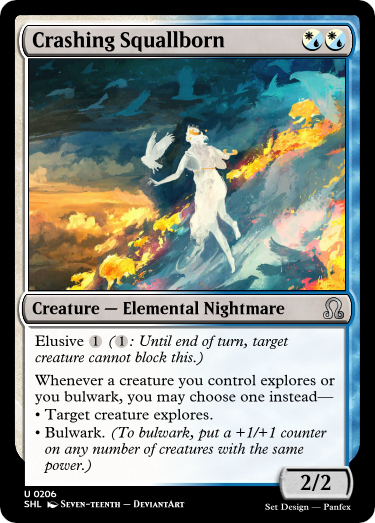 Crashing Squallborn
Creature — Elemental Nightmare
Elusive 1 (1: Until end of turn, target
creature cannot block this.)
Whenever a creature you control explores or
you bulwark, you may choose one instead—
• Target creature explores.
• Bulwark. (To bulwark, put a +1/+1 counter
on any number of creatures with the same
power.)
2/2
U 0206
SHL Seven-teenth — DeviantArt
Set Design — Panfex